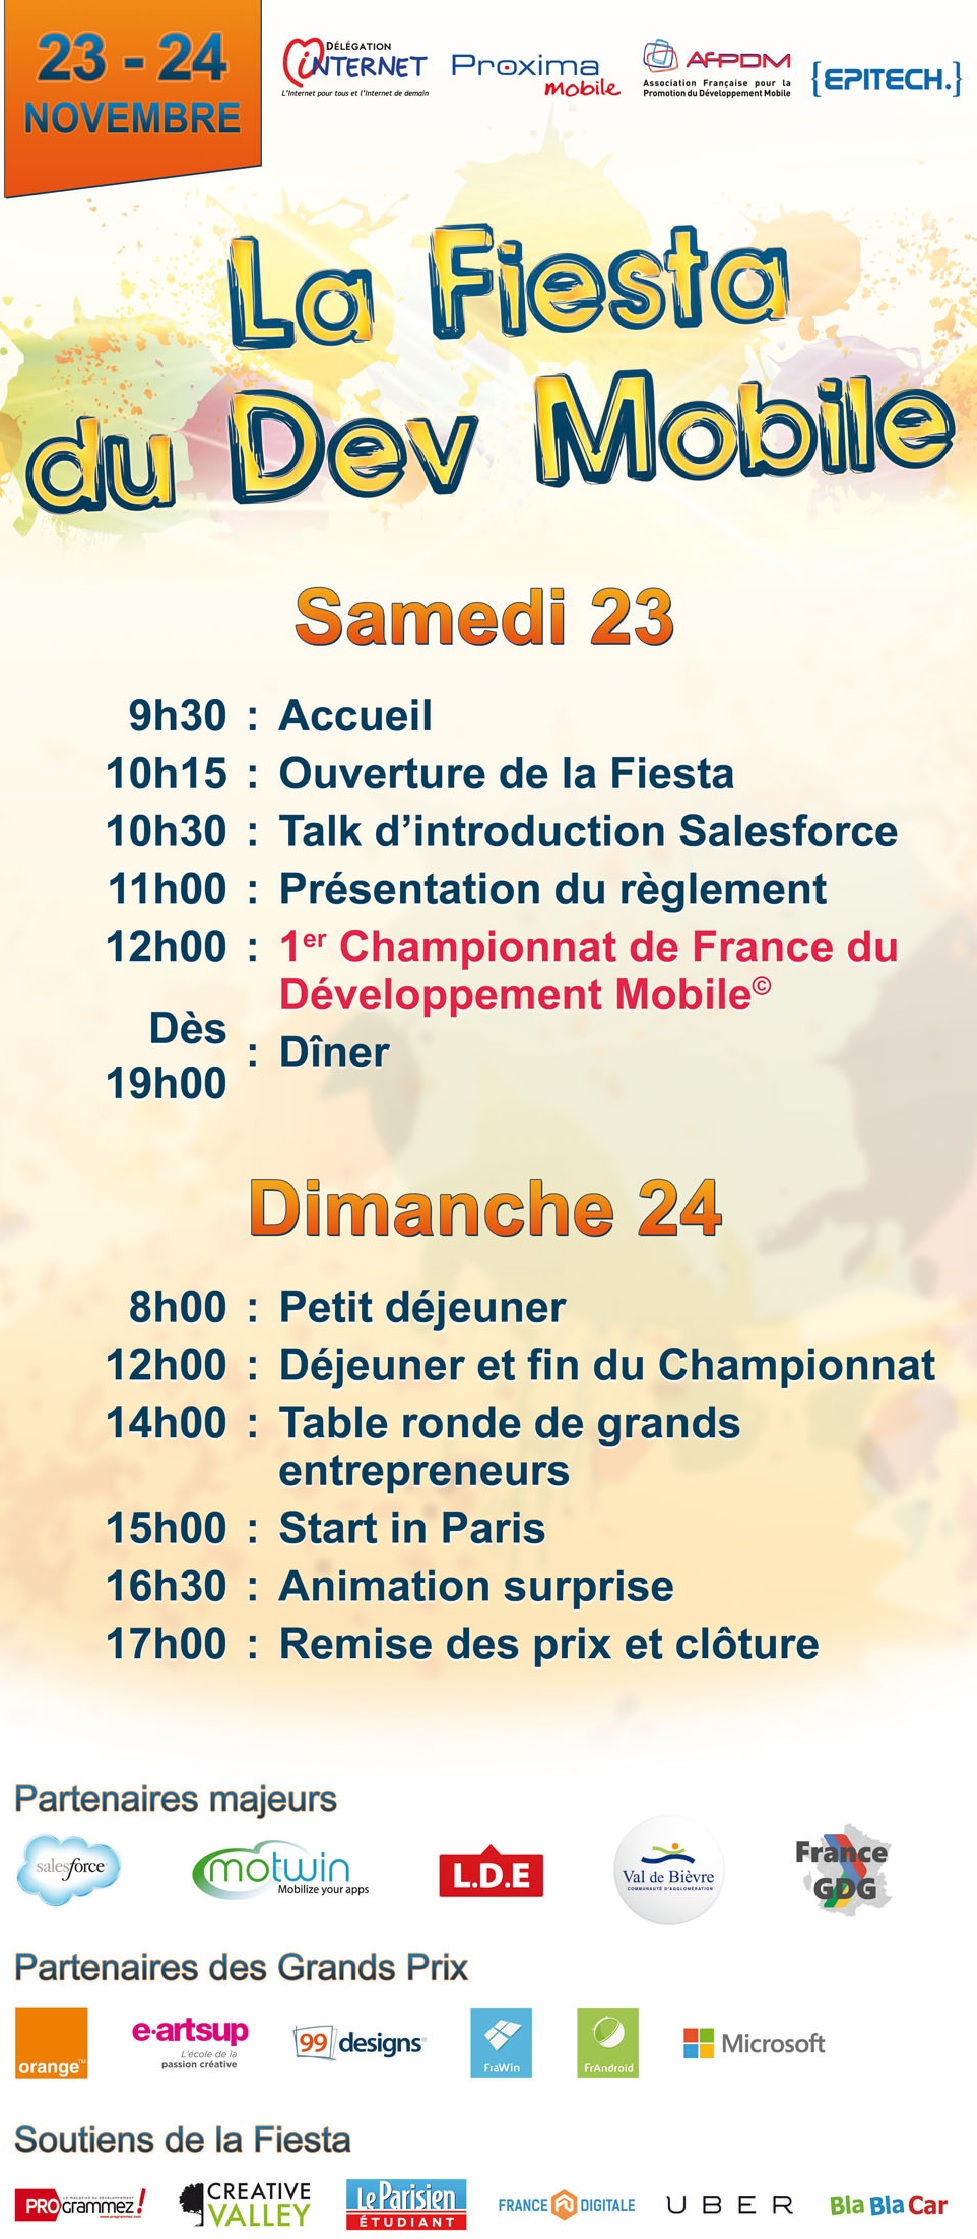 23 - 24
NOVEMBRE
DÉLÉGATION
iNTERNET
L'Internet pour tous et l'Internet de demain
Proxima
mobile
AFPDM
Association Française pour la
Promotion du Développement Mobile
{EPITECH.}
La Fiesta
du Dev Mobile
Samedi 23
9h30 : Accueil
10h15 : Ouverture de la Fiesta
10h30 : Talk d’introduction Salesforce
11h00 : Présentation du règlement
12h00 : 1er Championnat de France du
Développement Mobile©
Dès
19h00 : Dîner
Dimanche 24
8h00 : Petit déjeuner
12h00 : Déjeuner et fin du Championnat
14h00 : Table ronde de grands
entrepreneurs
15h00 : Start in Paris
16h30 : Animation surprise
17h00 : Remise des prix et clôture
Partenaires majeurs
salesforce
motwin
Mobilize your apps
L.D.E
Val de Bièvre
COMMUNAUTÉ D'AGGLOMÉRATION
France
GDG
Partenaires des Grands Prix
orange™
e·artsup
L'école de la
passion créative
99designs
FraWin
FrAndroid
Microsoft
Soutiens de la Fiesta
PROgrammez!
CREATIVE
VALLEY
Le Parisien
ÉTUDIANT
FRANCE DIGITALE
UBER
Bla Bla Car